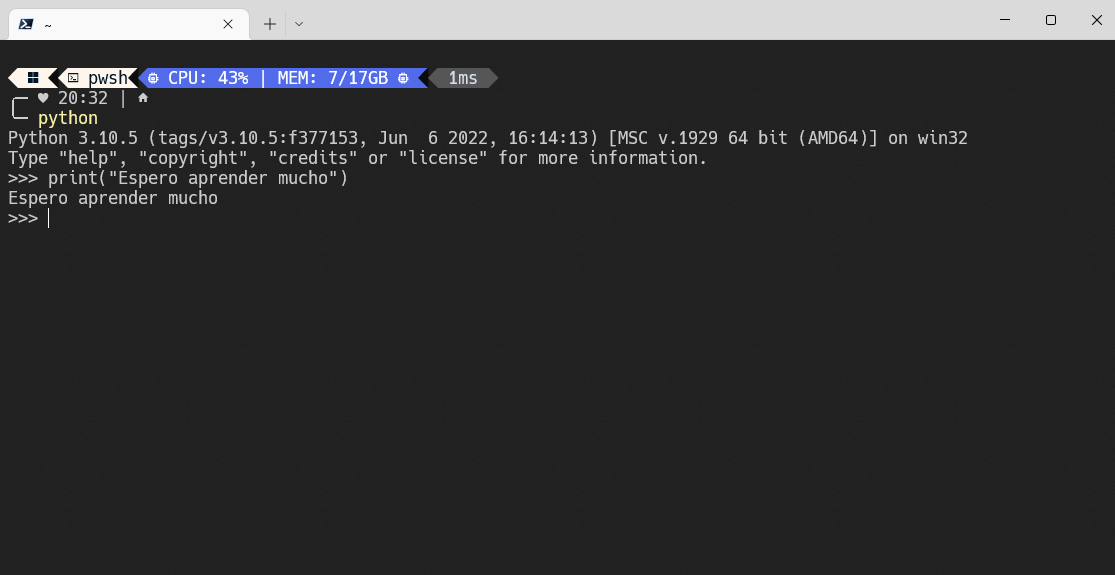 ~
pwsh CPU: 43% | MEM: 7/17GB 1ms
20:32 |
python
Python 3.10.5 (tags/v3.10.5:f377153, Jun  6 2022, 16:14:13) [MSC v.1929 64 bit (AMD64)] on win32
Type "help", "copyright", "credits" or "license" for more information.
>>> print("Espero aprender mucho")
Espero aprender mucho
>>>